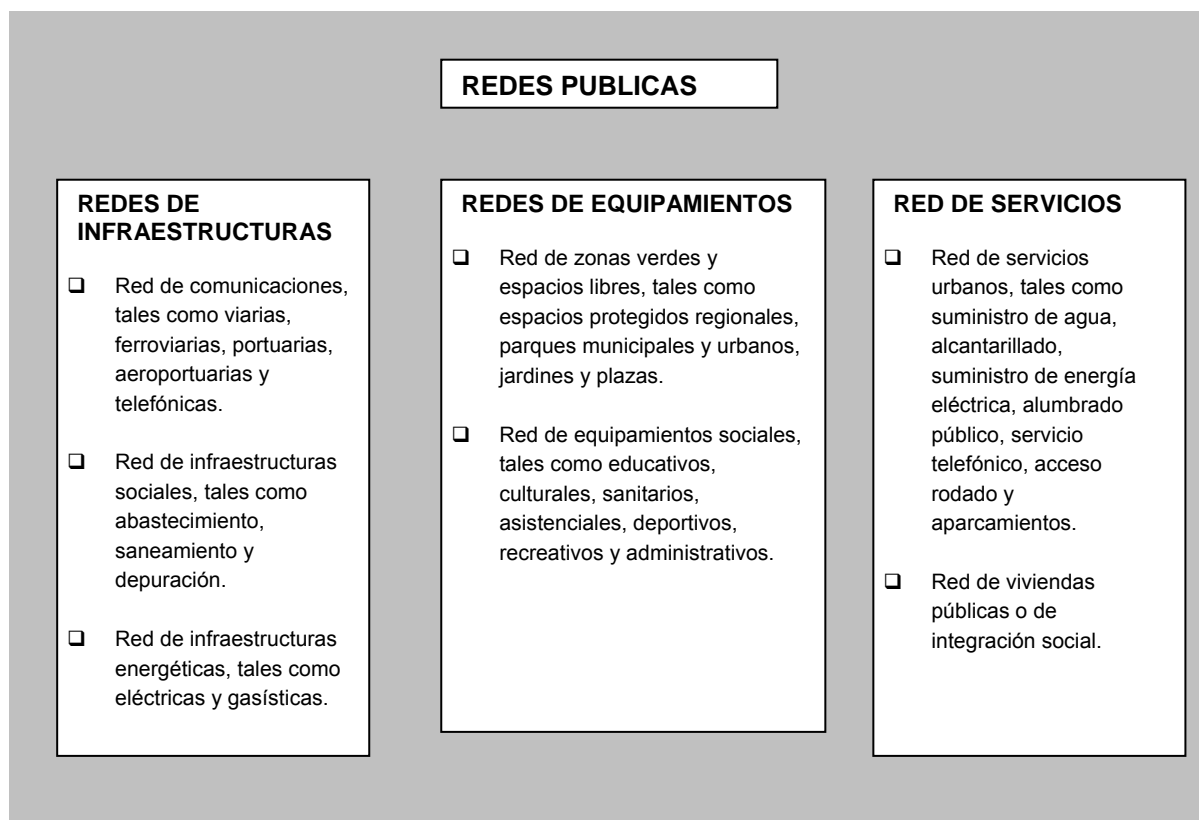 REDES PUBLICAS
REDES DE
INFRAESTRUCTURAS
❑ Red de comunicaciones,
tales como viarias,
ferroviarias, portuarias,
aeroportuarias y
telefónicas.
❑ Red de infraestructuras
sociales, tales como
abastecimiento,
saneamiento y
depuración.
❑ Red de infraestructuras
energéticas, tales como
eléctricas y gasísticas.
REDES DE EQUIPAMIENTOS
❑ Red de zonas verdes y
espacios libres, tales como
espacios protegidos regionales,
parques municipales y urbanos,
jardines y plazas.
❑ Red de equipamientos sociales,
tales como educativos,
culturales, sanitarios,
asistenciales, deportivos,
recreativos y administrativos.
RED DE SERVICIOS
❑ Red de servicios
urbanos, tales como
suministro de agua,
alcantarillado,
suministro de energía
eléctrica, alumbrado
público, servicio
telefónico, acceso
rodado y
aparcamientos.
❑ Red de viviendas
públicas o de
integración social.